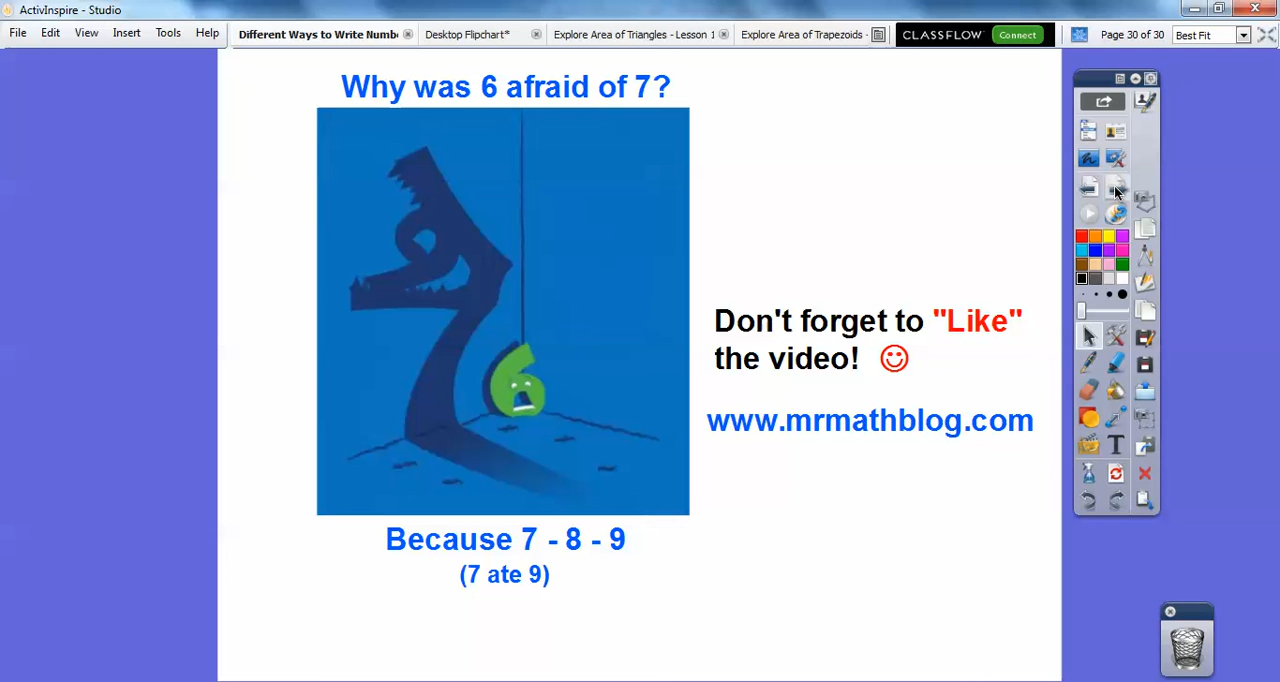 ActivInspire - Studio
File Edit View Insert Tools Help
Different Ways to Write Numb
Desktop Flipchart*
Explore Area of Triangles - Lesson 1
Explore Area of Trapezoids -
CLASSFLOW Connect
Page 30 of 30
Best Fit
Why was 6 afraid of 7?
9
7
6
Don't forget to "Like"
the video!
www.mrmathblog.com
Because 7 - 8 - 9
(7 ate 9)
T